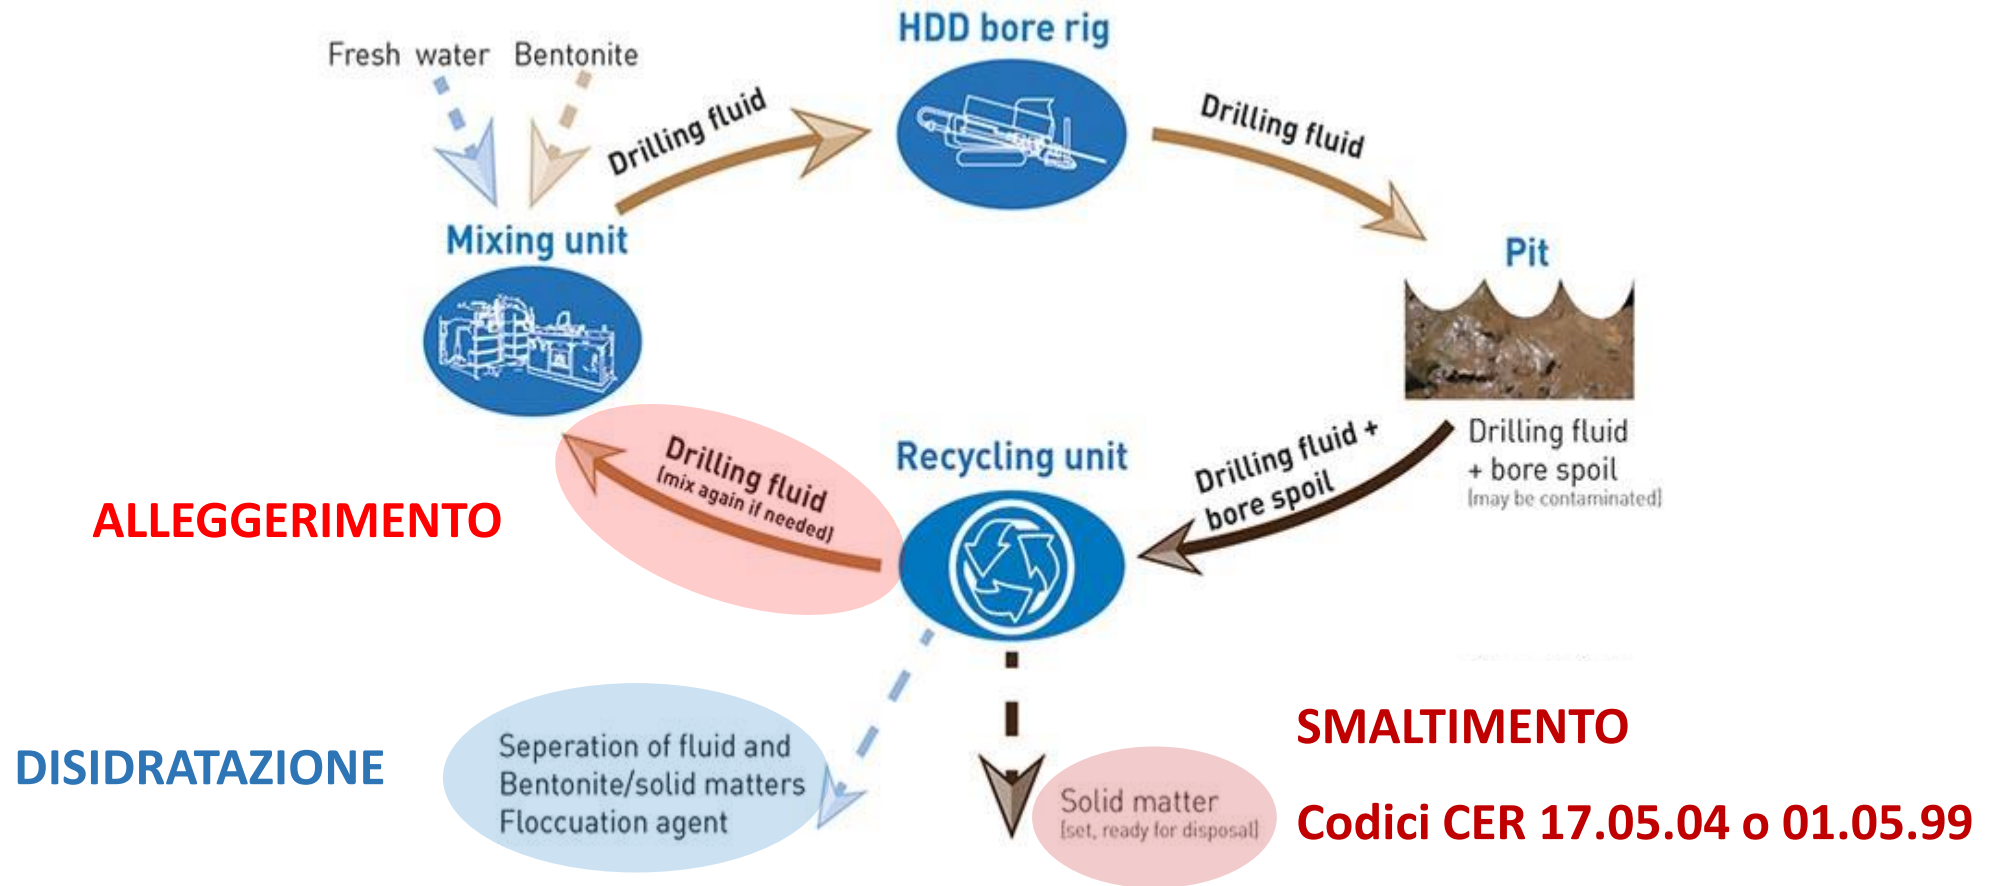 HDD bore rig
Fresh water
Bentonite
Drilling fluid
Drilling fluid
Mixing unit
Pit
Drilling fluid
+ bore spoil
[may be contaminated]
Drilling fluid +
bore spoil
Recycling unit
Drilling fluid
[mix again if needed]
ALLEGGERIMENTO
DISIDRATAZIONE
Seperation of fluid and
Bentonite/solid matters
Floccuation agent
Solid matter
[set, ready for disposal]
SMALTIMENTO
Codici CER 17.05.04 o 01.05.99